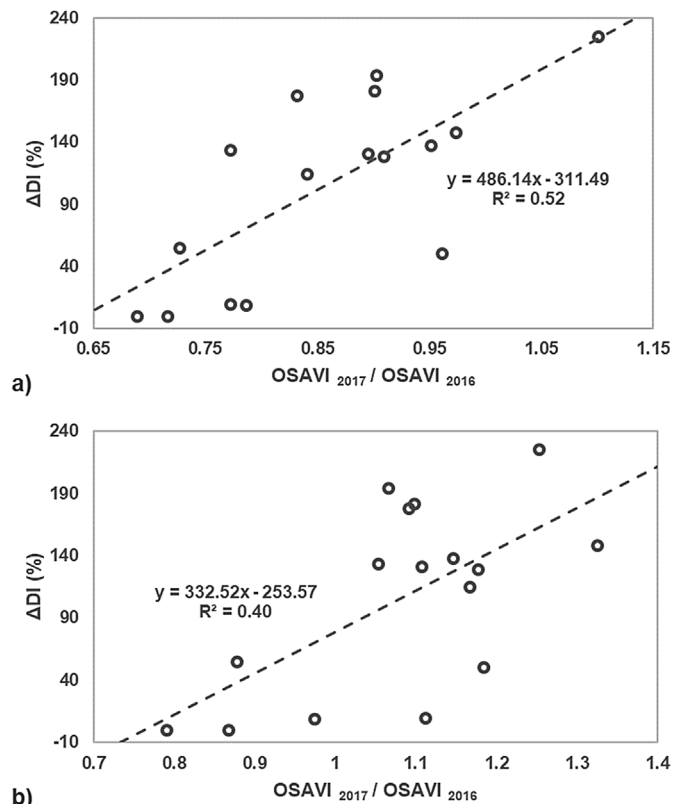 240
190
140
90
40
-10
ΔDI (%)
y = 486.14x - 311.49
R² = 0.52
0.65 0.75 0.85 0.95 1.05 1.15
OSAVI 2017 / OSAVI 2016
a)
240
190
140
90
40
-10
ΔDI (%)
y = 332.52x - 253.57
R² = 0.40
0.7 0.8 0.9 1 1.1 1.2 1.3 1.4
OSAVI 2017 / OSAVI 2016
b)